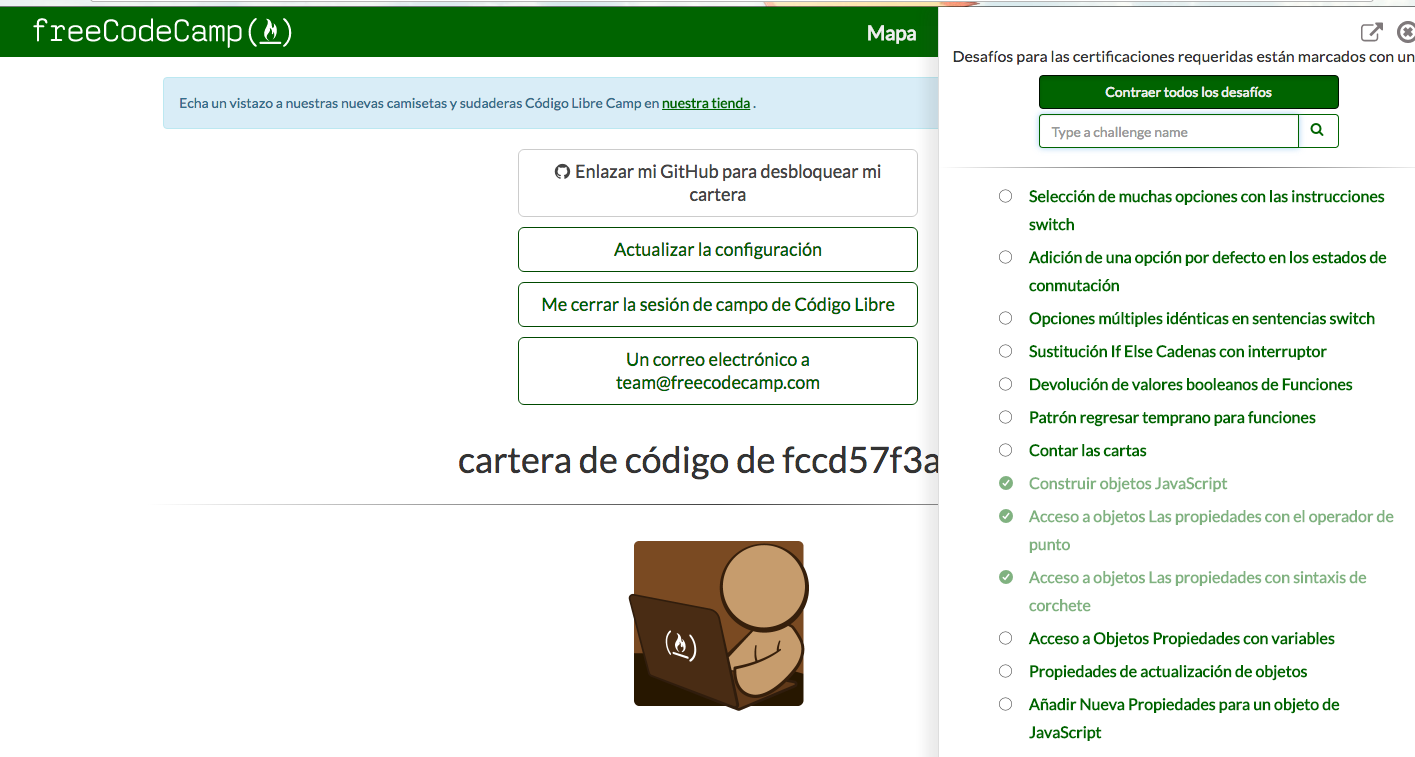 freeCodeCamp(
)
Mapa
Echa un vistazo a nuestras nuevas camisetas y sudaderas Código Libre Camp en nuestra tienda .
Enlazar mi GitHub para desbloquear mi
cartera
Actualizar la configuración
Me cerrar la sesión de campo de Código Libre
Un correo electrónico a
team@freecodecamp.com
cartera de código de fccd57f3a
Desafíos para las certificaciones requeridas están marcados con un
Contraer todos los desafíos
Type a challenge name
Selección de muchas opciones con las instrucciones
switch
Adición de una opción por defecto en los estados de
conmutación
Opciones múltiples idénticas en sentencias switch
Sustitución If Else Cadenas con interruptor
Devolución de valores booleanos de Funciones
Patrón regresar temprano para funciones
Contar las cartas
Construir objetos JavaScript
Acceso a objetos Las propiedades con el operador de
punto
Acceso a objetos Las propiedades con sintaxis de
corchete
Acceso a Objetos Propiedades con variables
Propiedades de actualización de objetos
Añadir Nueva Propiedades para un objeto de
JavaScript